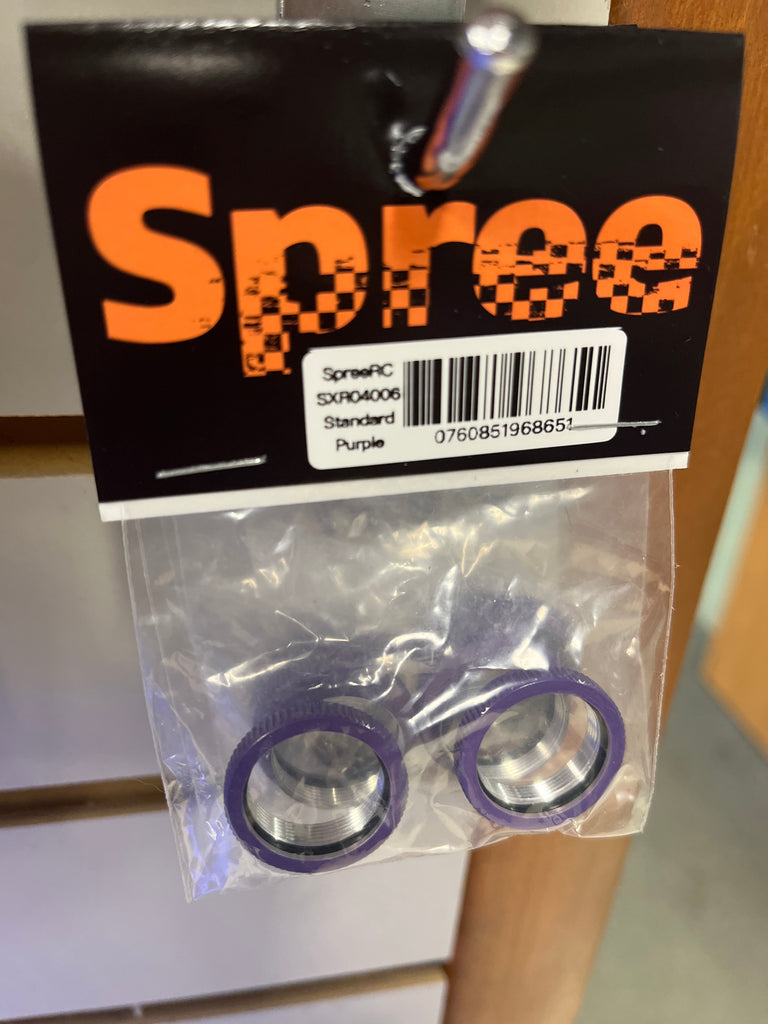 Spree
SpreeRC
SXR04006
Standard
Purple
0760851968651